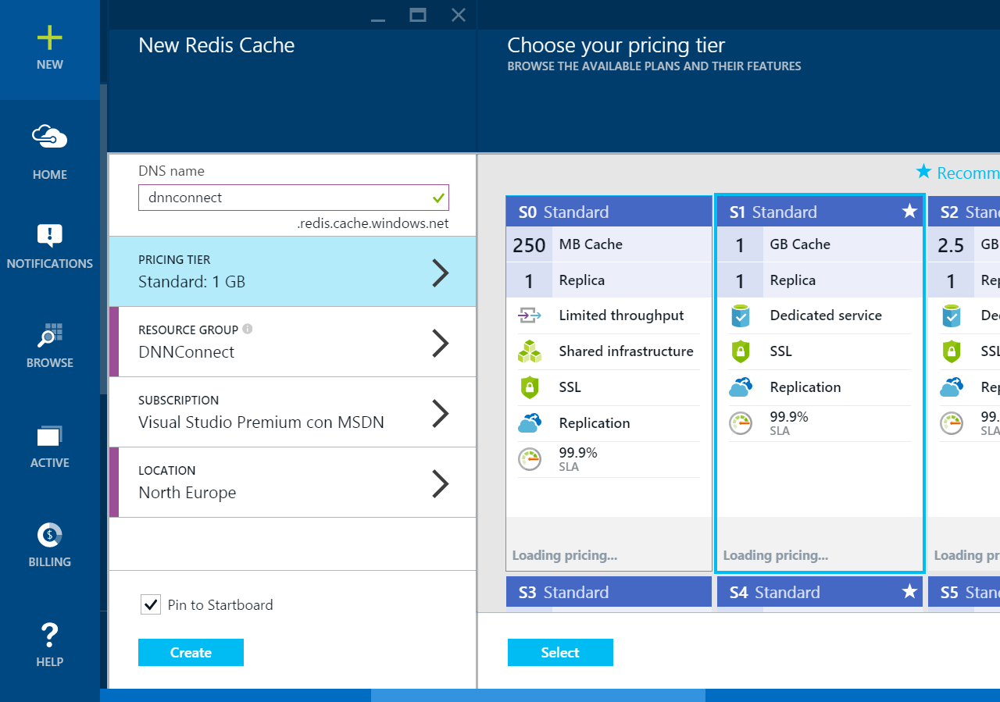 NEW
HOME
NOTIFICATIONS
BROWSE
ACTIVE
$
BILLING
?
HELP
New Redis Cache
DNS name
dnnconnect
.redis.cache.windows.net
PRICING TIER
Standard: 1 GB
RESOURCE GROUP
DNNConnect
SUBSCRIPTION
Visual Studio Premium con MSDN
LOCATION
North Europe
Pin to Startboard
Create
Choose your pricing tier
BROWSE THE AVAILABLE PLANS AND THEIR FEATURES
★ Recomm
S0 Standard
250 MB Cache
1 Replica
Limited throughput
Shared infrastructure
SSL
Replication
99.9%
SLA
Loading pricing...
S1 Standard ★
1 GB Cache
1 Replica
Dedicated service
SSL
Replication
99.9%
SLA
Loading pricing...
S2 Stan
2.5 GB
1 Rep
De
SSL
Rep
99.
SLA
Loading pr
S3 Standard
S4 Standard ★
S5 Stan
Select